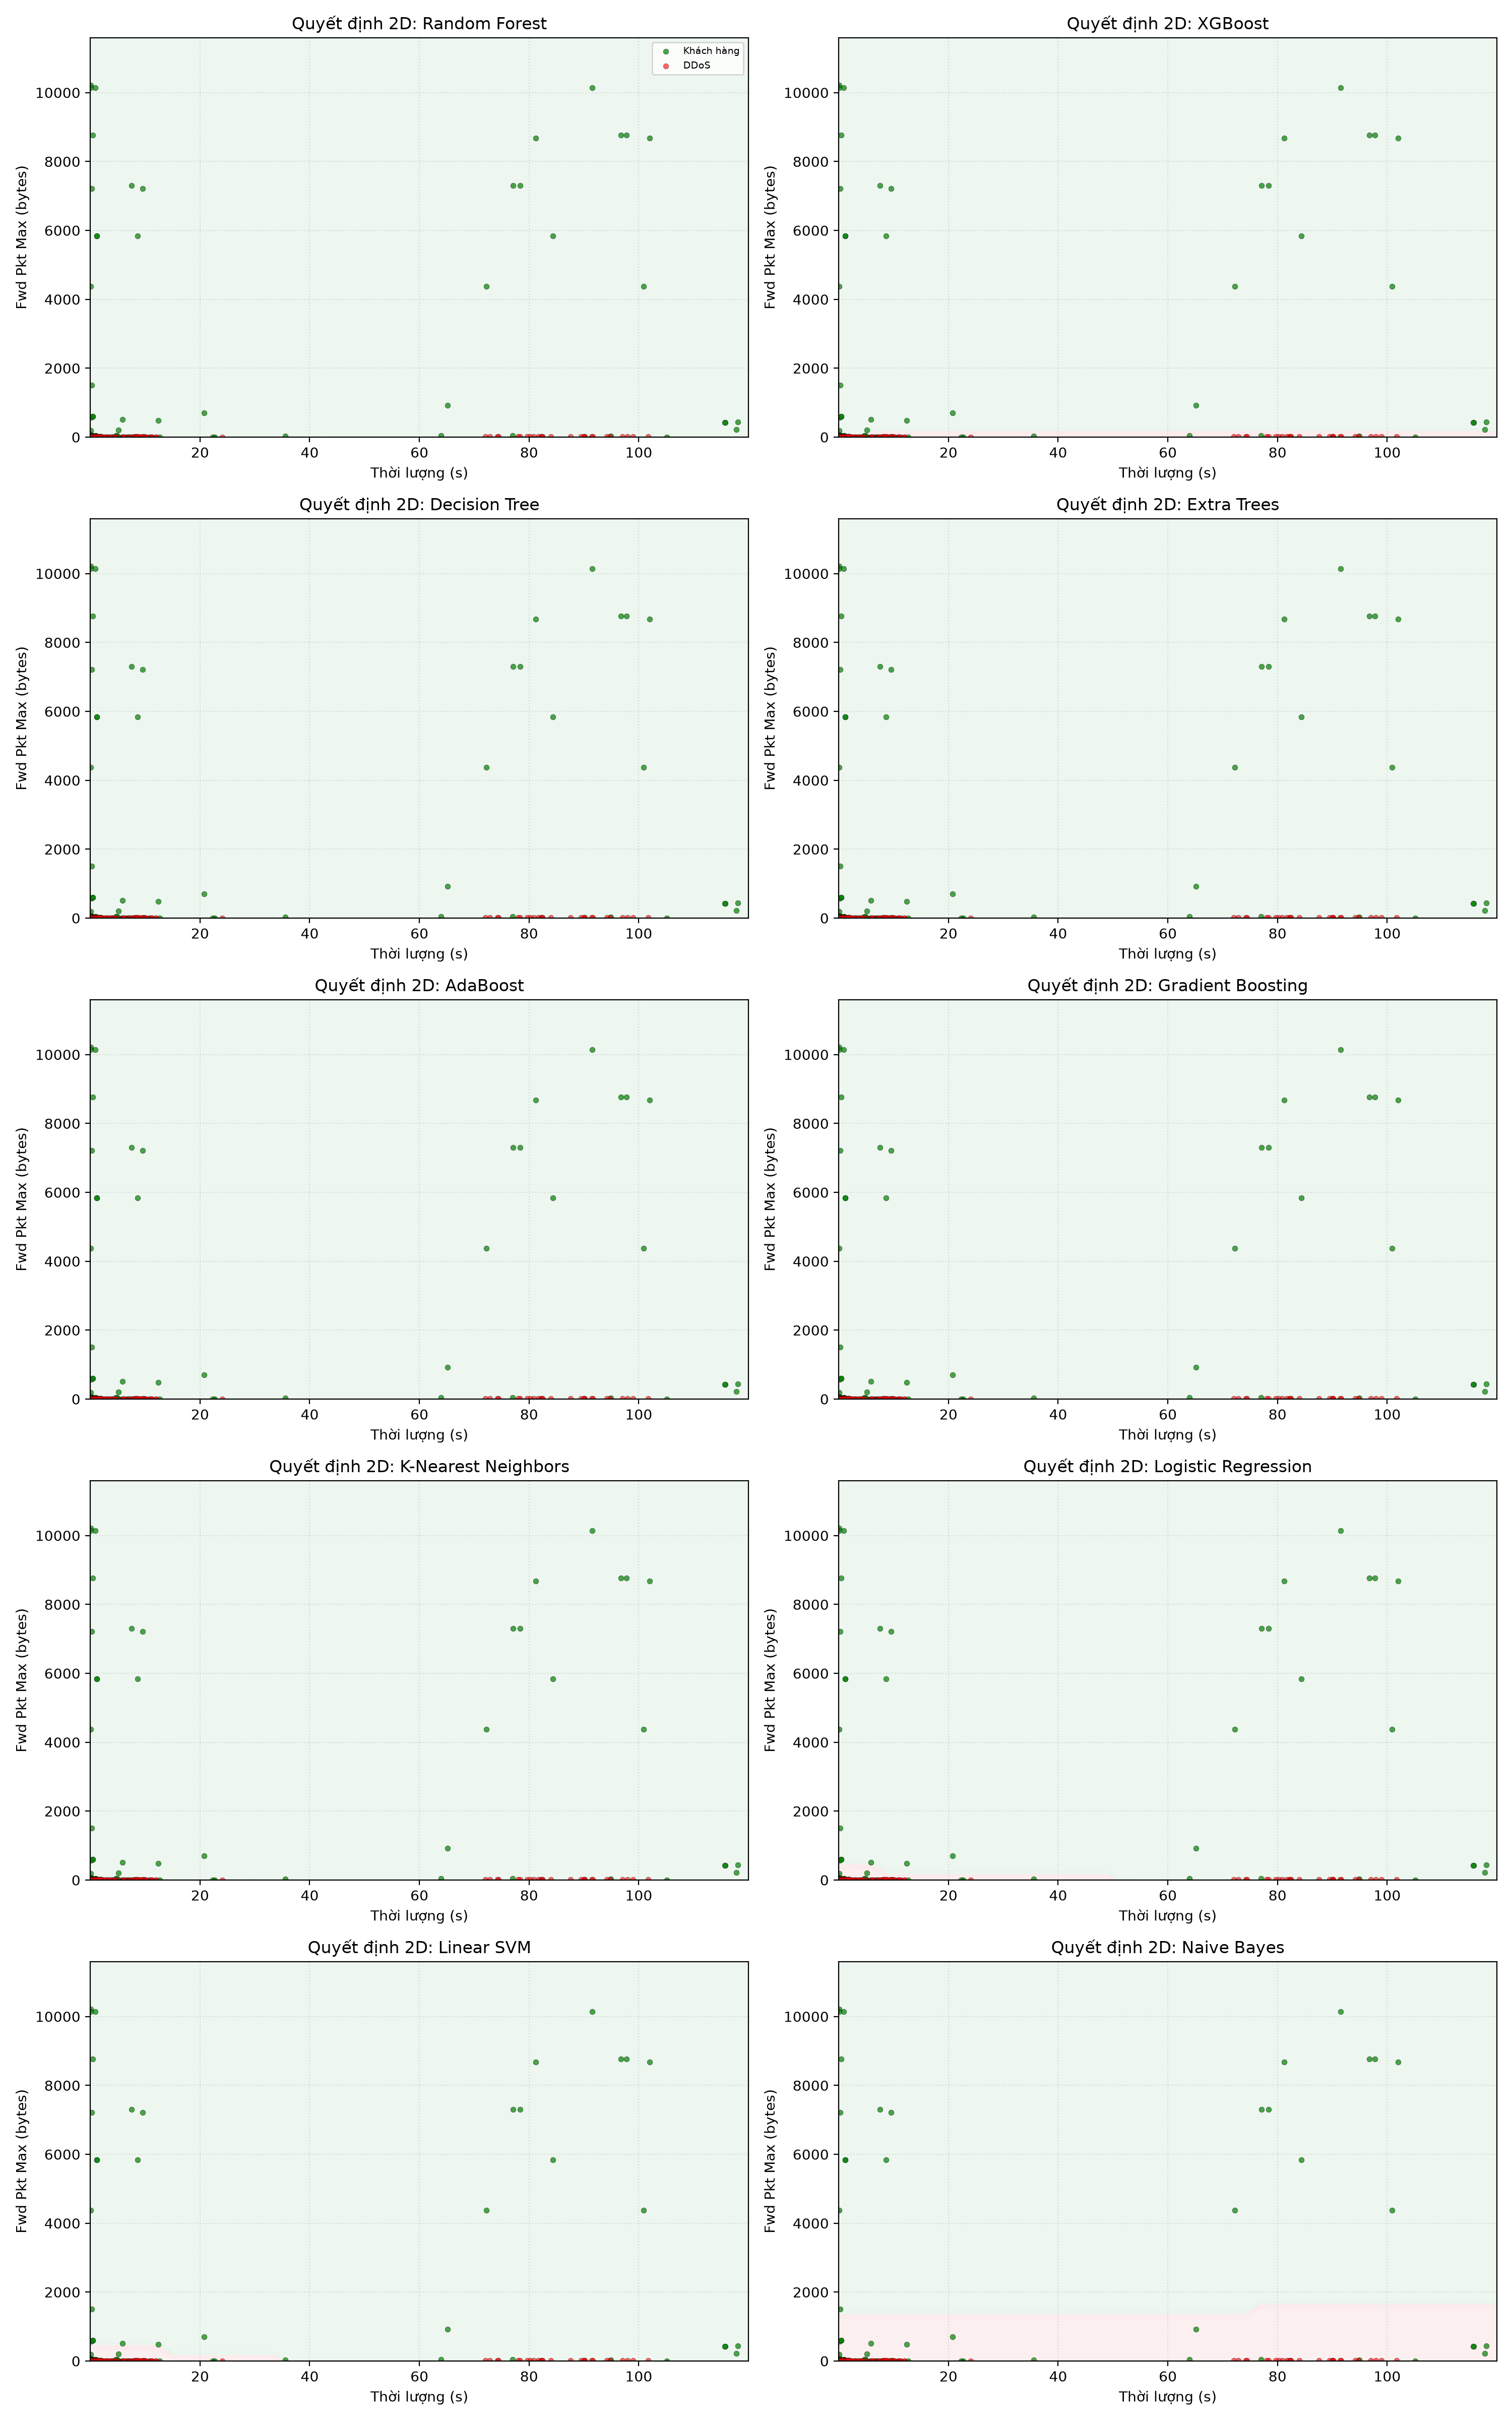 Quyết định 2D: Random Forest
Khách hàng
DDoS
10000
8000
6000
4000
2000
0
Fwd Pkt Max (bytes)
20 40 60 80 100
Thời lượng (s)
Quyết định 2D: XGBoost
10000
8000
6000
4000
2000
0
Fwd Pkt Max (bytes)
20 40 60 80 100
Thời lượng (s)
Quyết định 2D: Decision Tree
10000
8000
6000
4000
2000
0
Fwd Pkt Max (bytes)
20 40 60 80 100
Thời lượng (s)
Quyết định 2D: Extra Trees
10000
8000
6000
4000
2000
0
Fwd Pkt Max (bytes)
20 40 60 80 100
Thời lượng (s)
Quyết định 2D: AdaBoost
10000
8000
6000
4000
2000
0
Fwd Pkt Max (bytes)
20 40 60 80 100
Thời lượng (s)
Quyết định 2D: Gradient Boosting
10000
8000
6000
4000
2000
0
Fwd Pkt Max (bytes)
20 40 60 80 100
Thời lượng (s)
Quyết định 2D: K-Nearest Neighbors
10000
8000
6000
4000
2000
0
Fwd Pkt Max (bytes)
20 40 60 80 100
Thời lượng (s)
Quyết định 2D: Logistic Regression
10000
8000
6000
4000
2000
0
Fwd Pkt Max (bytes)
20 40 60 80 100
Thời lượng (s)
Quyết định 2D: Linear SVM
10000
8000
6000
4000
2000
0
Fwd Pkt Max (bytes)
20 40 60 80 100
Thời lượng (s)
Quyết định 2D: Naive Bayes
10000
8000
6000
4000
2000
0
Fwd Pkt Max (bytes)
20 40 60 80 100
Thời lượng (s)